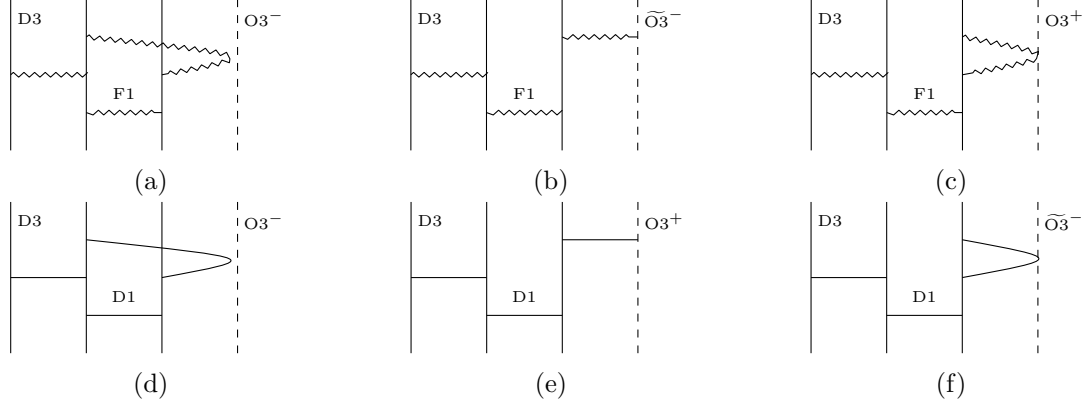 D3 O3⁻ D3 Õ3⁻ D3 O3⁺
F1 F1 F1
(a) (b) (c)
D3 O3⁻ D3 O3⁺ D3 Õ3⁻
D1 D1 D1
(d) (e) (f)